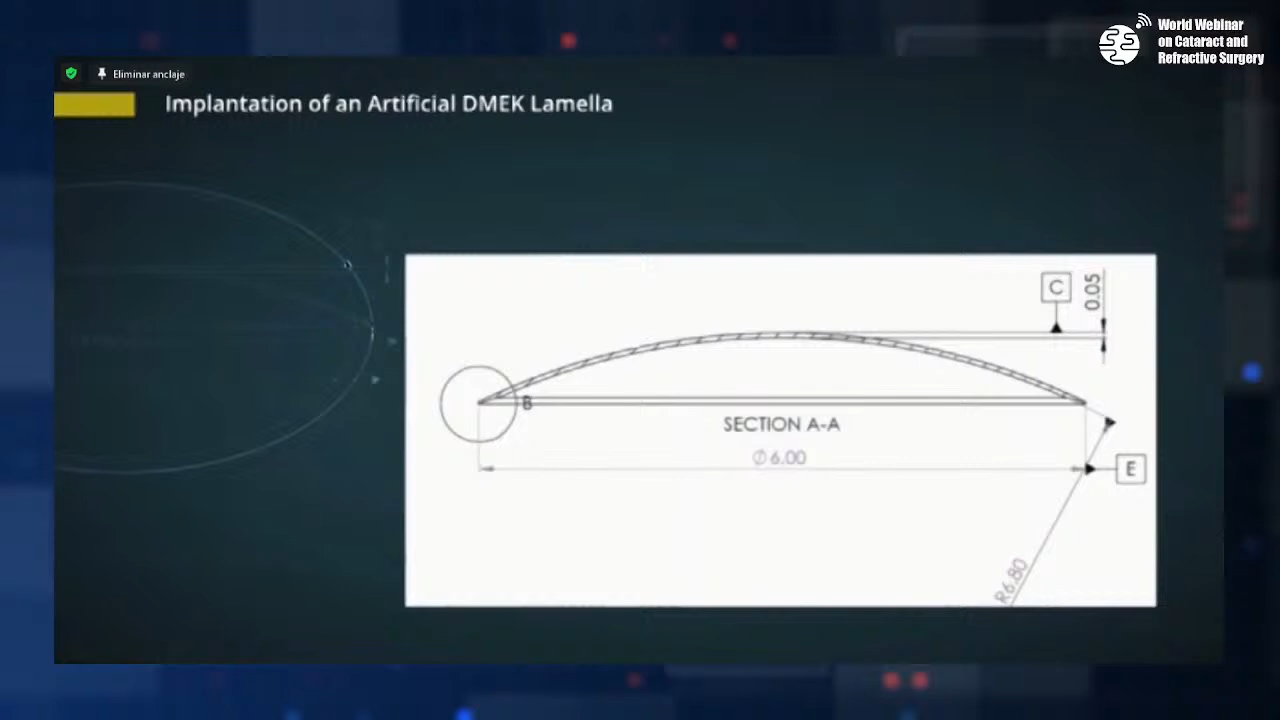 World Webinar
on Cataract and
Refractive Surgery
Eliminar anclaje
Implantation of an Artificial DMEK Lamella
C
0.05
B
SECTION A-A
∅6.00
E
R6.80